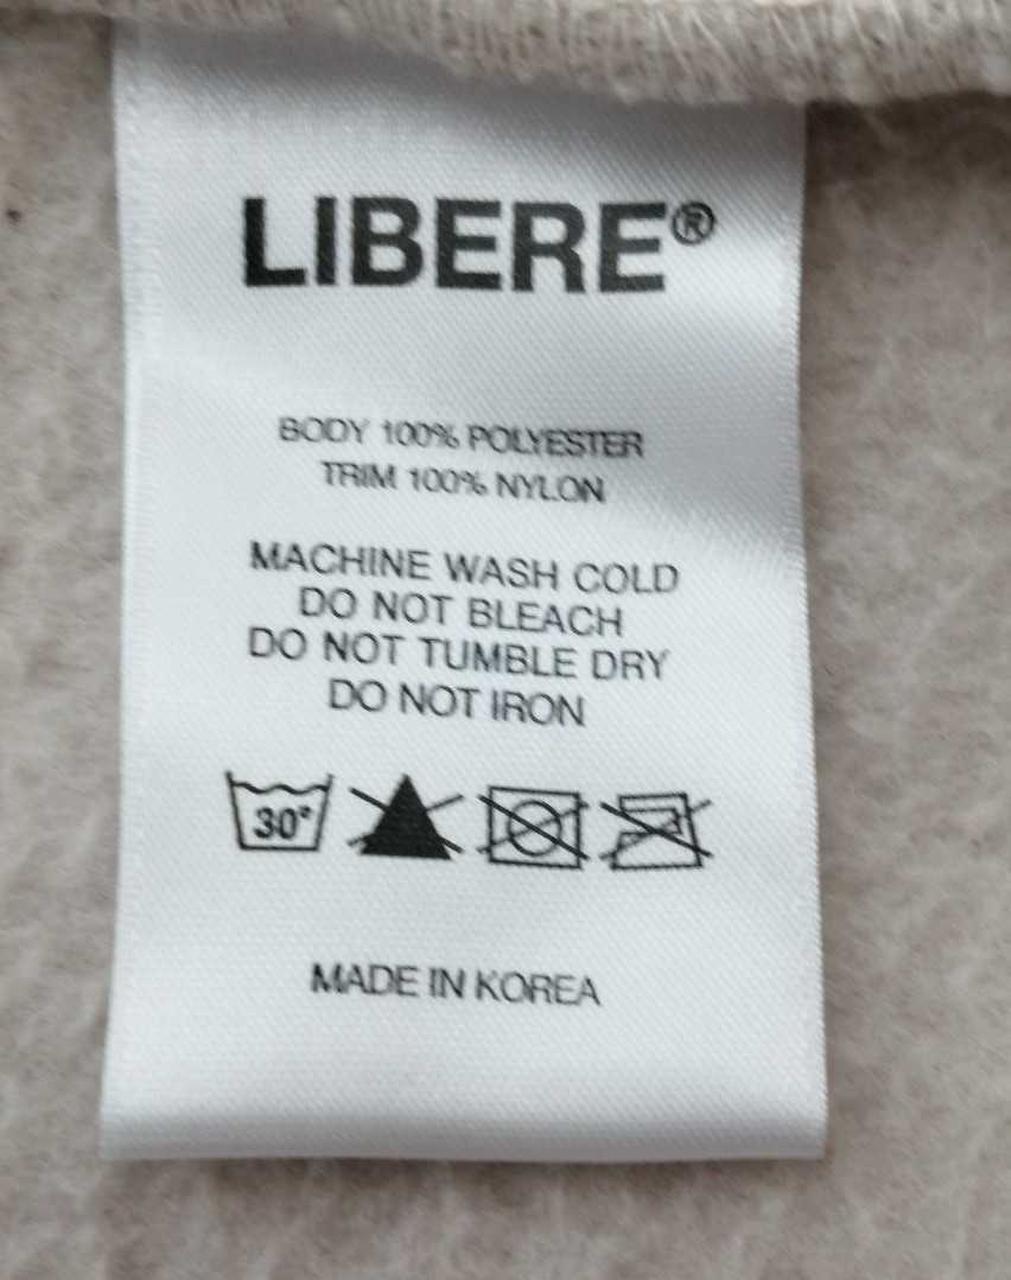 LIBERE®
BODY 100% POLYESTER
TRIM 100% NYLON
MACHINE WASH COLD
DO NOT BLEACH
DO NOT TUMBLE DRY
DO NOT IRON
30°
MADE IN KOREA